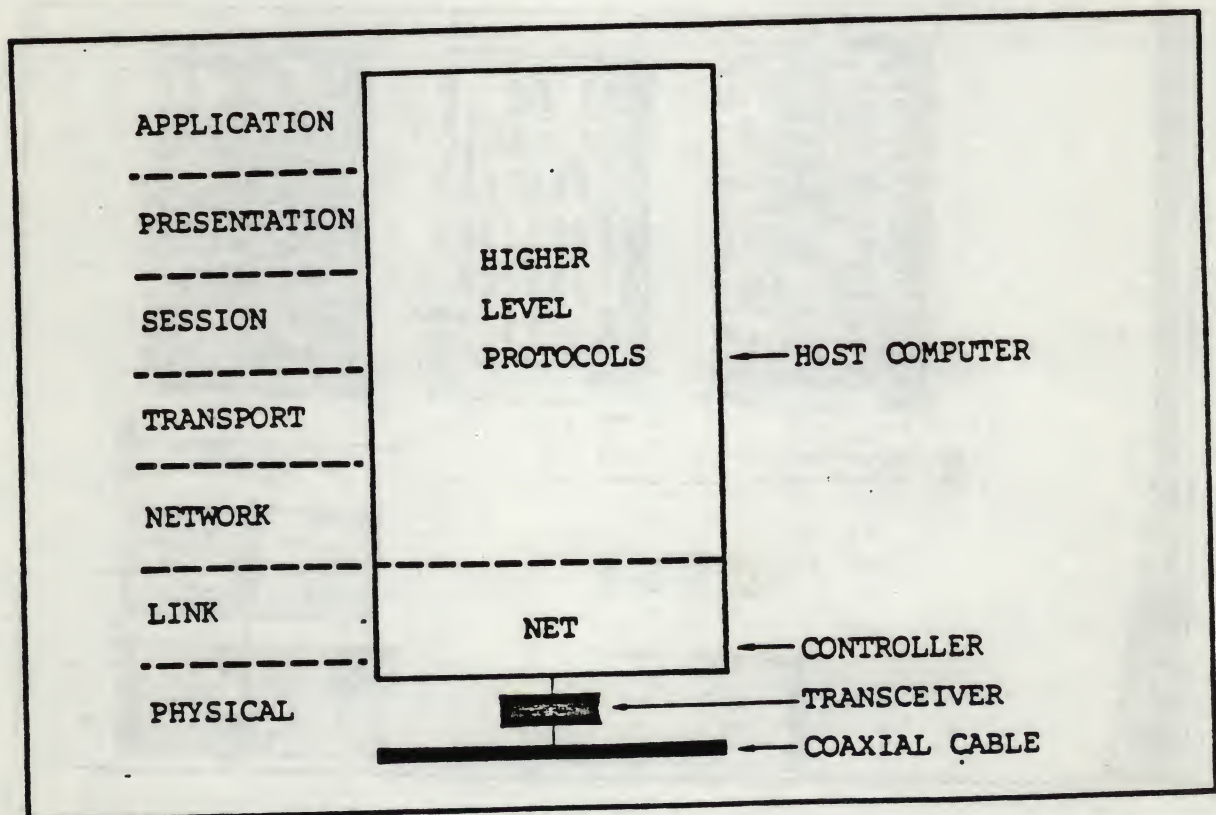 APPLICATION
PRESENTATION
SESSION
TRANSPORT
NETWORK
LINK
PHYSICAL
HIGHER
LEVEL
PROTOCOLS
NET
HOST COMPUTER
CONTROLLER
TRANSCEIVER
COAXIAL CABLE